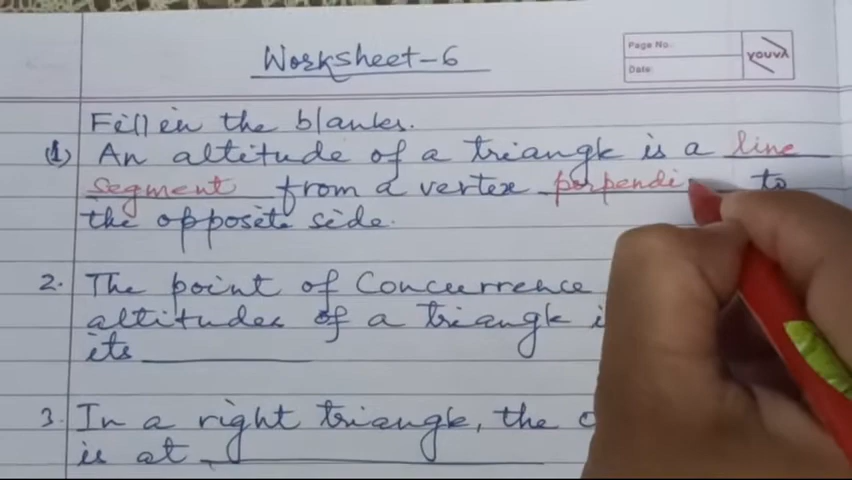 Worksheet-6
Page No.
Date:
YOUVA
Fill in the blanks.
(1) An altitude of a triangle is a line
segment from a vertex perpendi to
the opposite side.
2. The point of Concurrence
altitudes of a triangle i
its
3. In a right triangle, the
is at